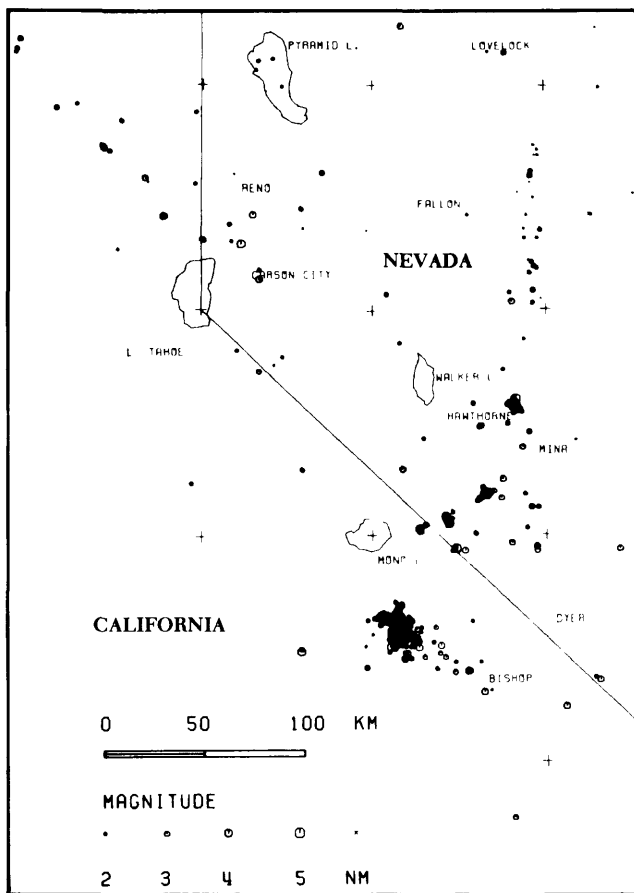 PYRAMID L.
LOVELOCK
RENO
FALLON
NEVADA
CARSON CITY
L. TAHOE
WALKER L
HAWTHORNE
MINA
MONO L
CALIFORNIA
DYER
BISHOP
0 50 100 KM
MAGNITUDE
2 3 4 5 NM